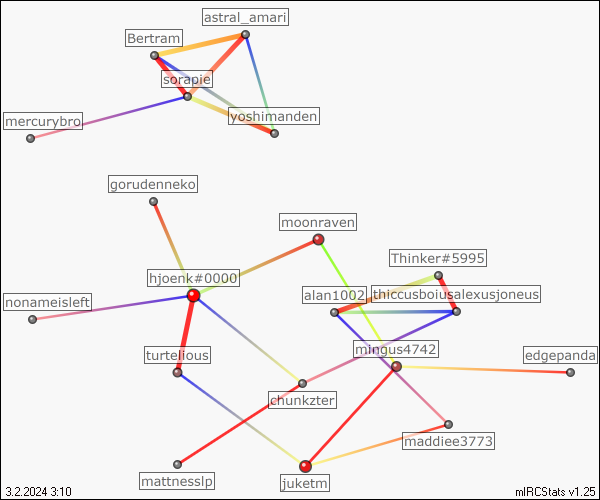 astral_amari
Bertram
sorapie
mercurybro
yoshimanden
gorudenneko
moonraven
Thinker#5995
hjoenk#0000
alan1002
thiccusboiusalexusjoneus
nonameisleft
turtelious
mingus4742
edgepanda
chunkzter
maddiee3773
mattnesslp
juketm
3.2.2024 3:10
mIRCStats v1.25